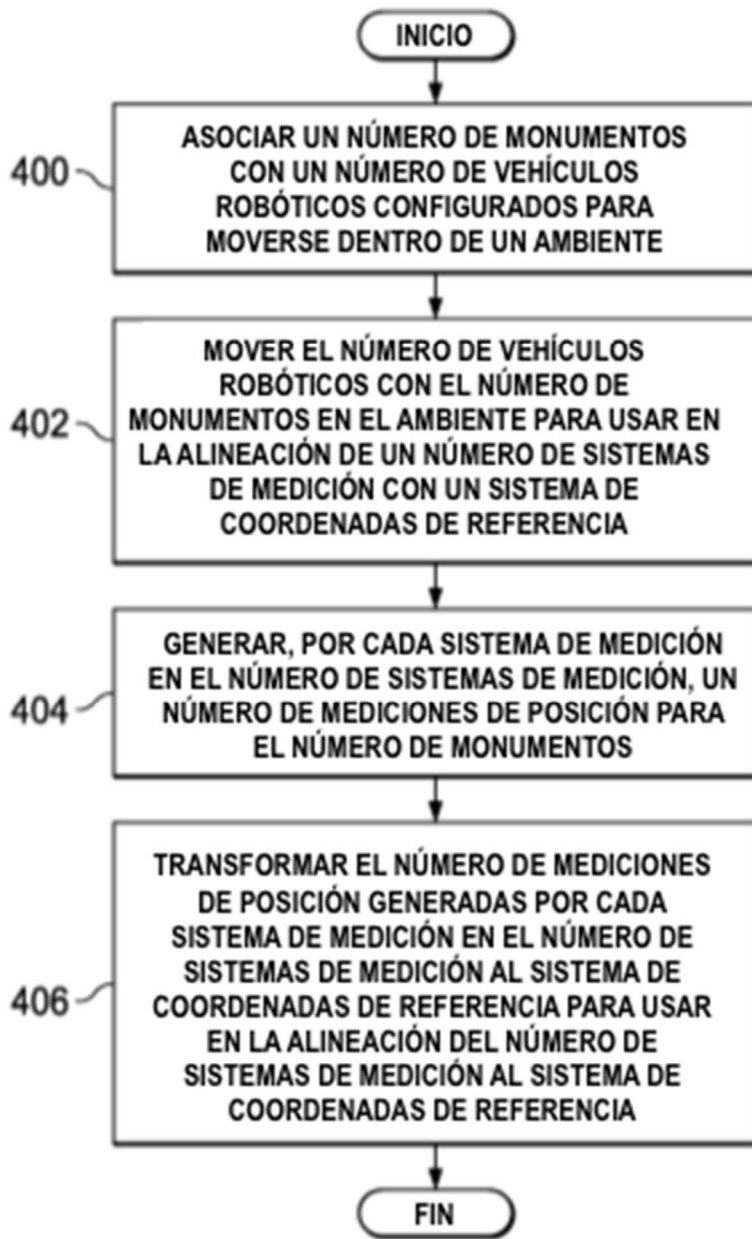 INICIO
400
ASOCIAR UN NÚMERO DE MONUMENTOS
CON UN NÚMERO DE VEHÍCULOS
ROBÓTICOS CONFIGURADOS PARA
MOVERSE DENTRO DE UN AMBIENTE
402
MOVER EL NÚMERO DE VEHÍCULOS
ROBÓTICOS CON EL NÚMERO DE
MONUMENTOS EN EL AMBIENTE PARA USAR EN
LA ALINEACIÓN DE UN NÚMERO DE SISTEMAS
DE MEDICIÓN CON UN SISTEMA DE
COORDENADAS DE REFERENCIA
404
GENERAR, POR CADA SISTEMA DE MEDICIÓN
EN EL NÚMERO DE SISTEMAS DE MEDICIÓN, UN
NÚMERO DE MEDICIONES DE POSICIÓN PARA
EL NÚMERO DE MONUMENTOS
406
TRANSFORMAR EL NÚMERO DE MEDICIONES
DE POSICIÓN GENERADAS POR CADA
SISTEMA DE MEDICIÓN EN EL NÚMERO DE
SISTEMAS DE MEDICIÓN AL SISTEMA DE
COORDENADAS DE REFERENCIA PARA USAR
EN LA ALINEACIÓN DEL NÚMERO DE
SISTEMAS DE MEDICIÓN AL SISTEMA DE
COORDENADAS DE REFERENCIA
FIN